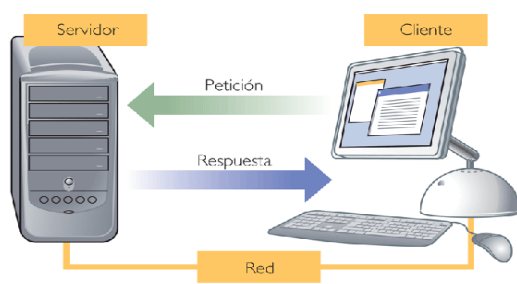 Servidor
Cliente
Petición
Respuesta
Red